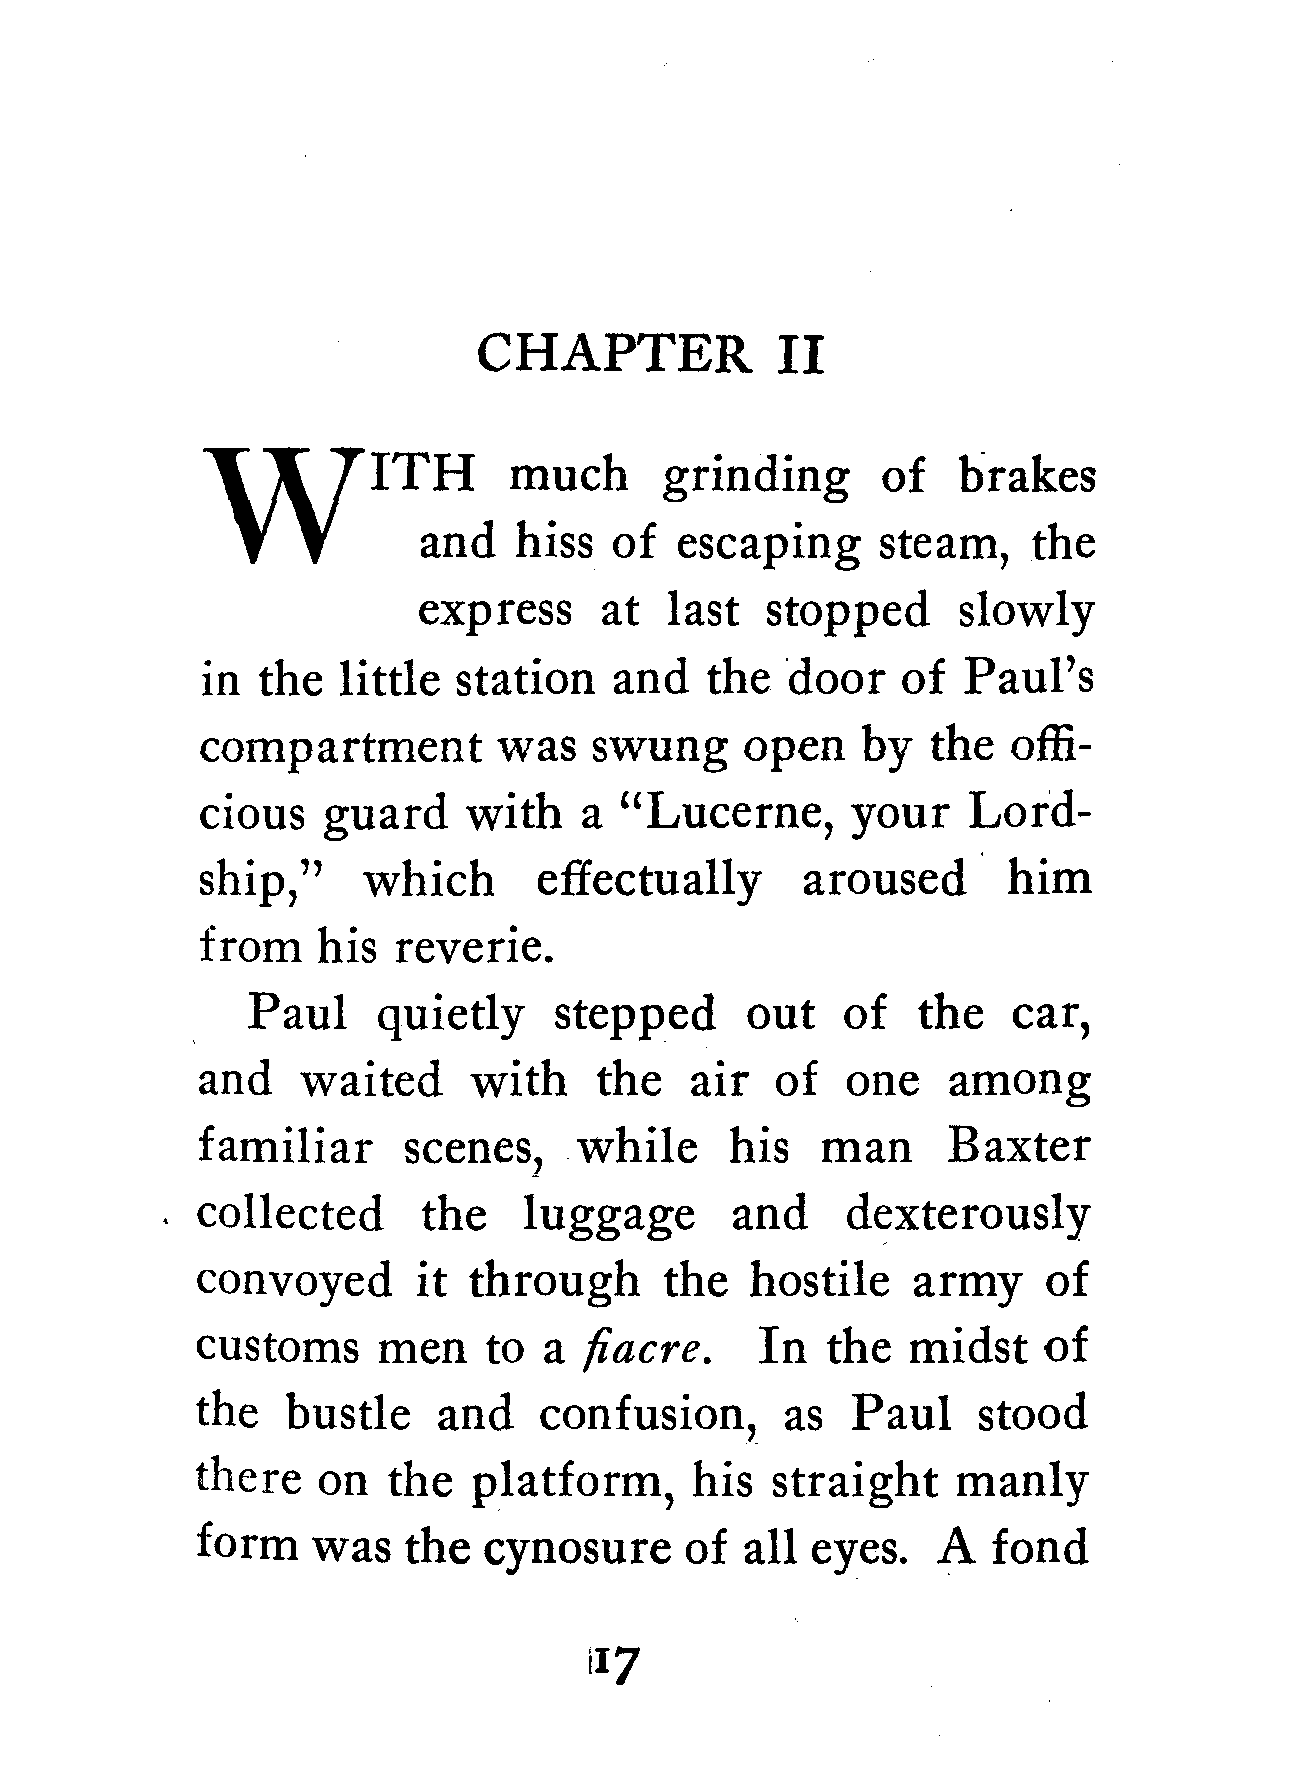 CHAPTER II
WITH much grinding of brakes
and hiss of escaping steam, the
express at last stopped slowly
in the little station and the door of Paul's
compartment was swung open by the offi-
cious guard with a "Lucerne, your Lord-
ship," which effectually aroused him
from his reverie.
Paul quietly stepped out of the car,
and waited with the air of one among
familiar scenes, while his man Baxter
collected the luggage and dexterously
convoyed it through the hostile army of
customs men to a fiacre. In the midst of
the bustle and confusion, as Paul stood
there on the platform, his straight manly
form was the cynosure of all eyes. A fond
17